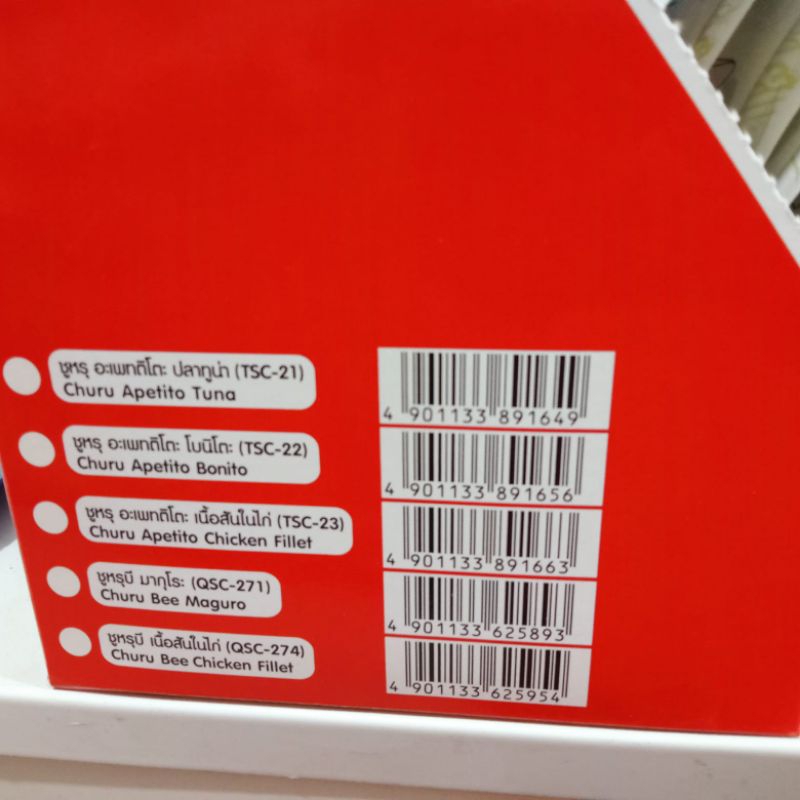 ชูหรุ อะเพทติโตะ ปลาทูน่า (TSC-21)
Churu Apetito Tuna
4 901133 891649
ชูหรุ อะเพทติโตะ โบนิโตะ (TSC-22)
Churu Apetito Bonito
4 901133 891656
ชูหรุ อะเพทติโตะ เนื้อสันในไก่ (TSC-23)
Churu Apetito Chicken Fillet
4 901133 891663
ชูหรุบี มากุโระ (QSC-271)
Churu Bee Maguro
4 901133 625893
ชูหรุบี เนื้อสันในไก่ (QSC-274)
Churu Bee Chicken Fillet
4 901133 625954